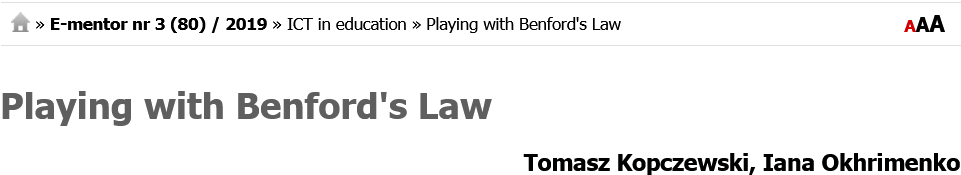 » E-mentor nr 3 (80) / 2019 » ICT in education » Playing with Benford's Law AAA
Playing with Benford's Law
Tomasz Kopczewski, Iana Okhrimenko